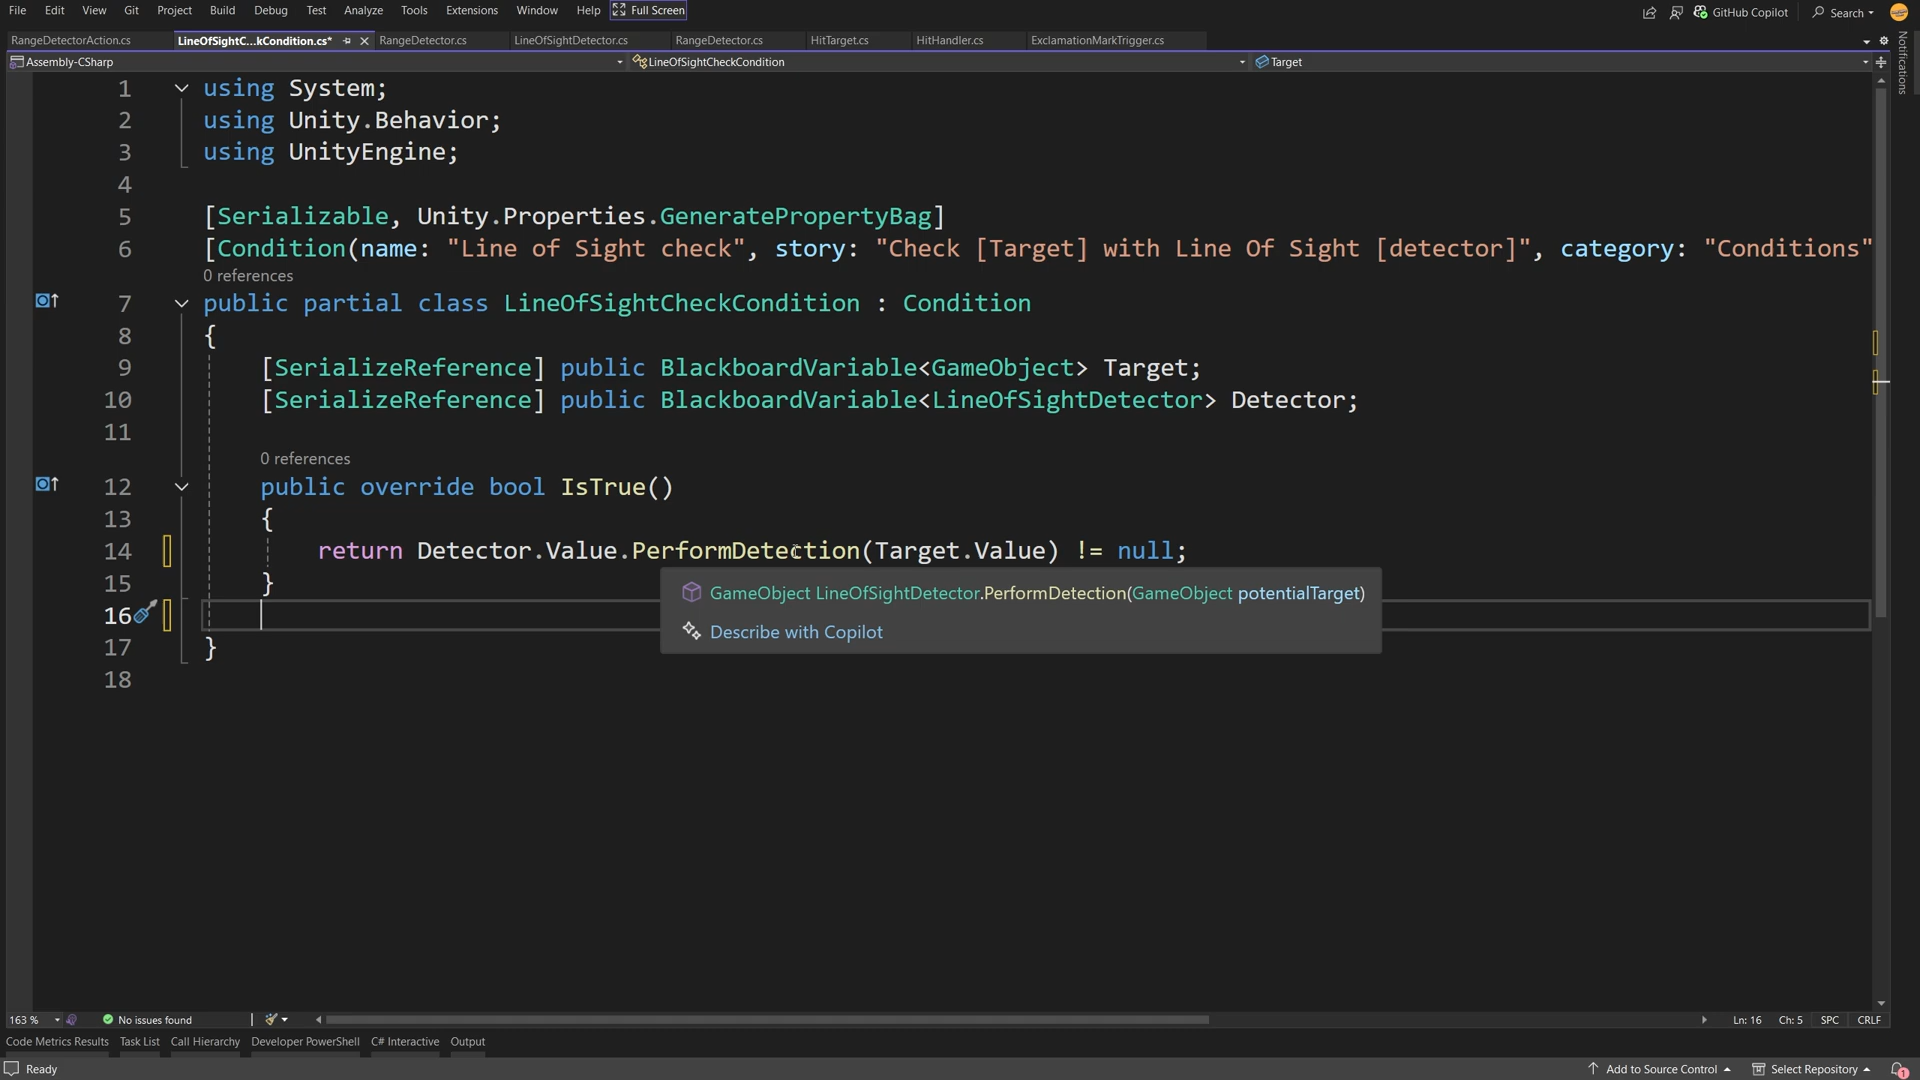 File Edit View Git Project Build Debug Test Analyze Tools Extensions Window Help Full Screen GitHub Copilot Search
RangeDetectorAction.cs LineOfSightC...kCondition.cs* RangeDetector.cs LineOfSightDetector.cs RangeDetector.cs HitTarget.cs HitHandler.cs ExclamationMarkTrigger.cs
Notifications
Assembly-CSharp LineOfSightCheckCondition Target
1 using System;
2 using Unity.Behavior;
3 using UnityEngine;
4
5 [Serializable, Unity.Properties.GeneratePropertyBag]
6 [Condition(name: "Line of Sight check", story: "Check [Target] with Line Of Sight [detector]", category: "Conditions"
0 references
7 public partial class LineOfSightCheckCondition : Condition
8 {
9 [SerializeReference] public BlackboardVariable<GameObject> Target;
10 [SerializeReference] public BlackboardVariable<LineOfSightDetector> Detector;
11
0 references
12 public override bool IsTrue()
13 {
14 return Detector.Value.PerformDetection(Target.Value) != null;
15 }
GameObject LineOfSightDetector.PerformDetection(GameObject potentialTarget)
16
Describe with Copilot
17 }
18
163 % No issues found Ln: 16 Ch: 5 SPC CRLF
Code Metrics Results Task List Call Hierarchy Developer PowerShell C# Interactive Output
Ready Add to Source Control Select Repository 1